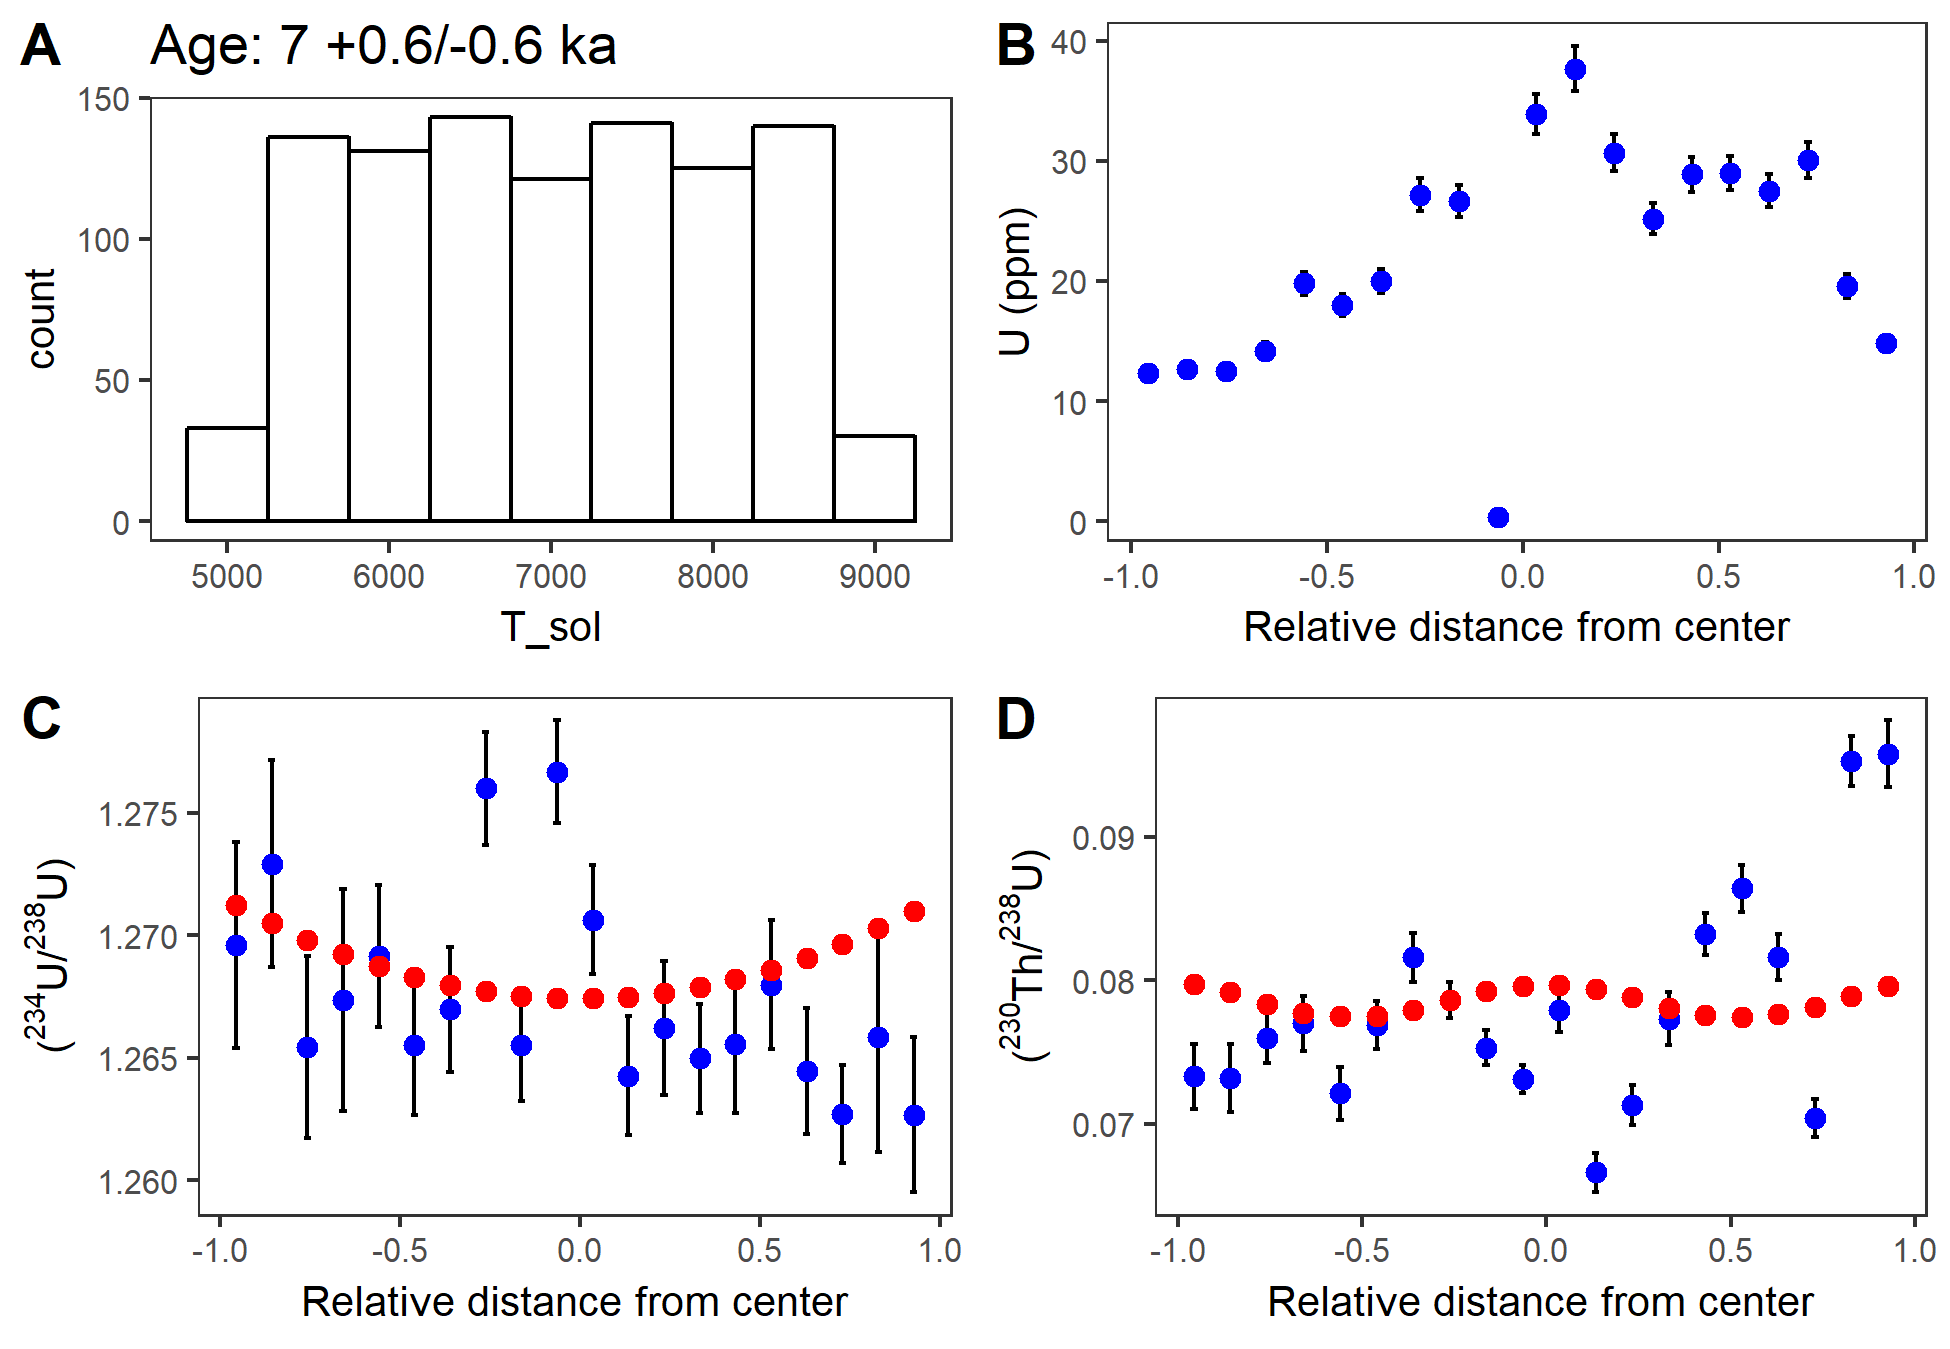 A Age: 7 +0.6/-0.6 ka
150
100
50
0
count
5000 6000 7000 8000 9000
T_sol
B
40
30
20
10
0
U (ppm)
-1.0 -0.5 0.0 0.5 1.0
Relative distance from center
C
1.275
1.270
1.265
1.260
(²³⁴U/²³⁸U)
-1.0 -0.5 0.0 0.5 1.0
Relative distance from center
D
0.09
0.08
0.07
(²³⁰Th/²³⁸U)
-1.0 -0.5 0.0 0.5 1.0
Relative distance from center